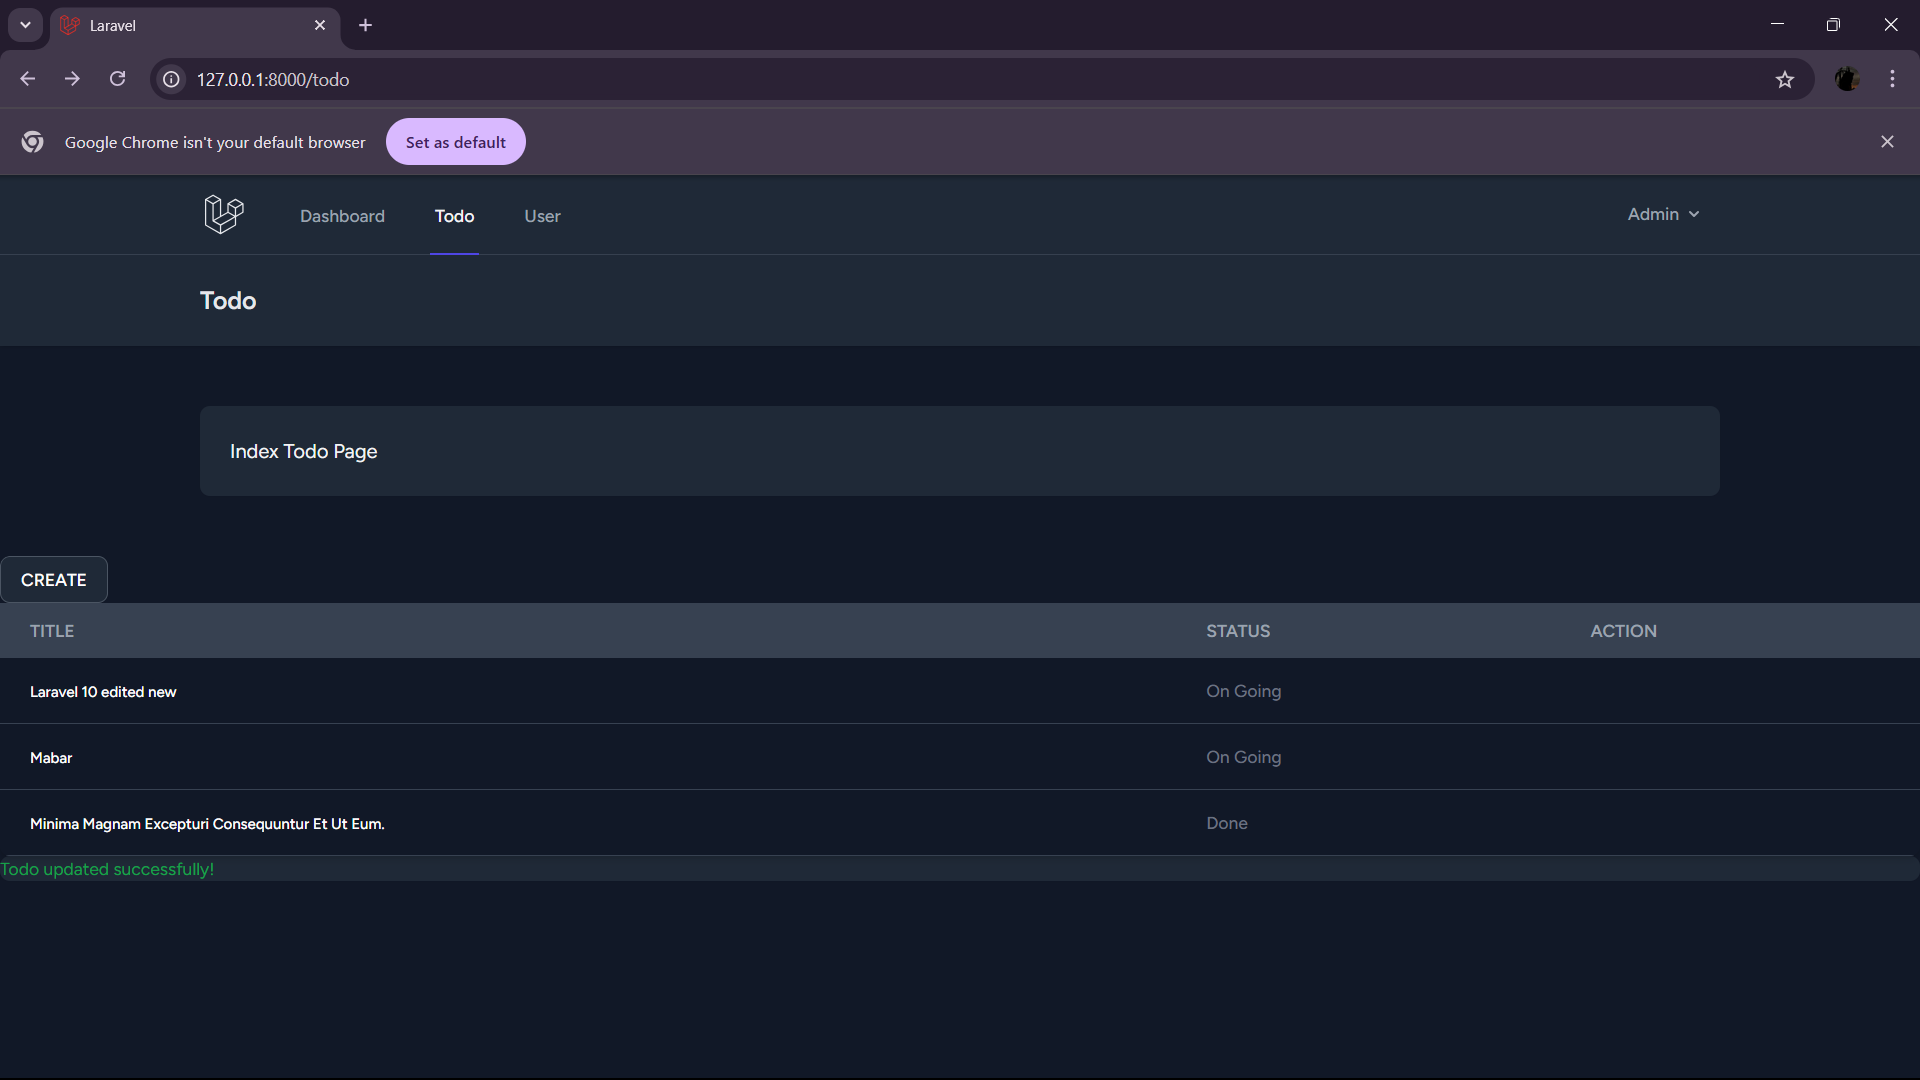 Laravel
127.0.0.1:8000/todo
Google Chrome isn't your default browser Set as default
Dashboard Todo User Admin
Todo
Index Todo Page
CREATE
TITLE STATUS ACTION
Laravel 10 edited new On Going
Mabar On Going
Minima Magnam Excepturi Consequuntur Et Ut Eum. Done
Todo updated successfully!